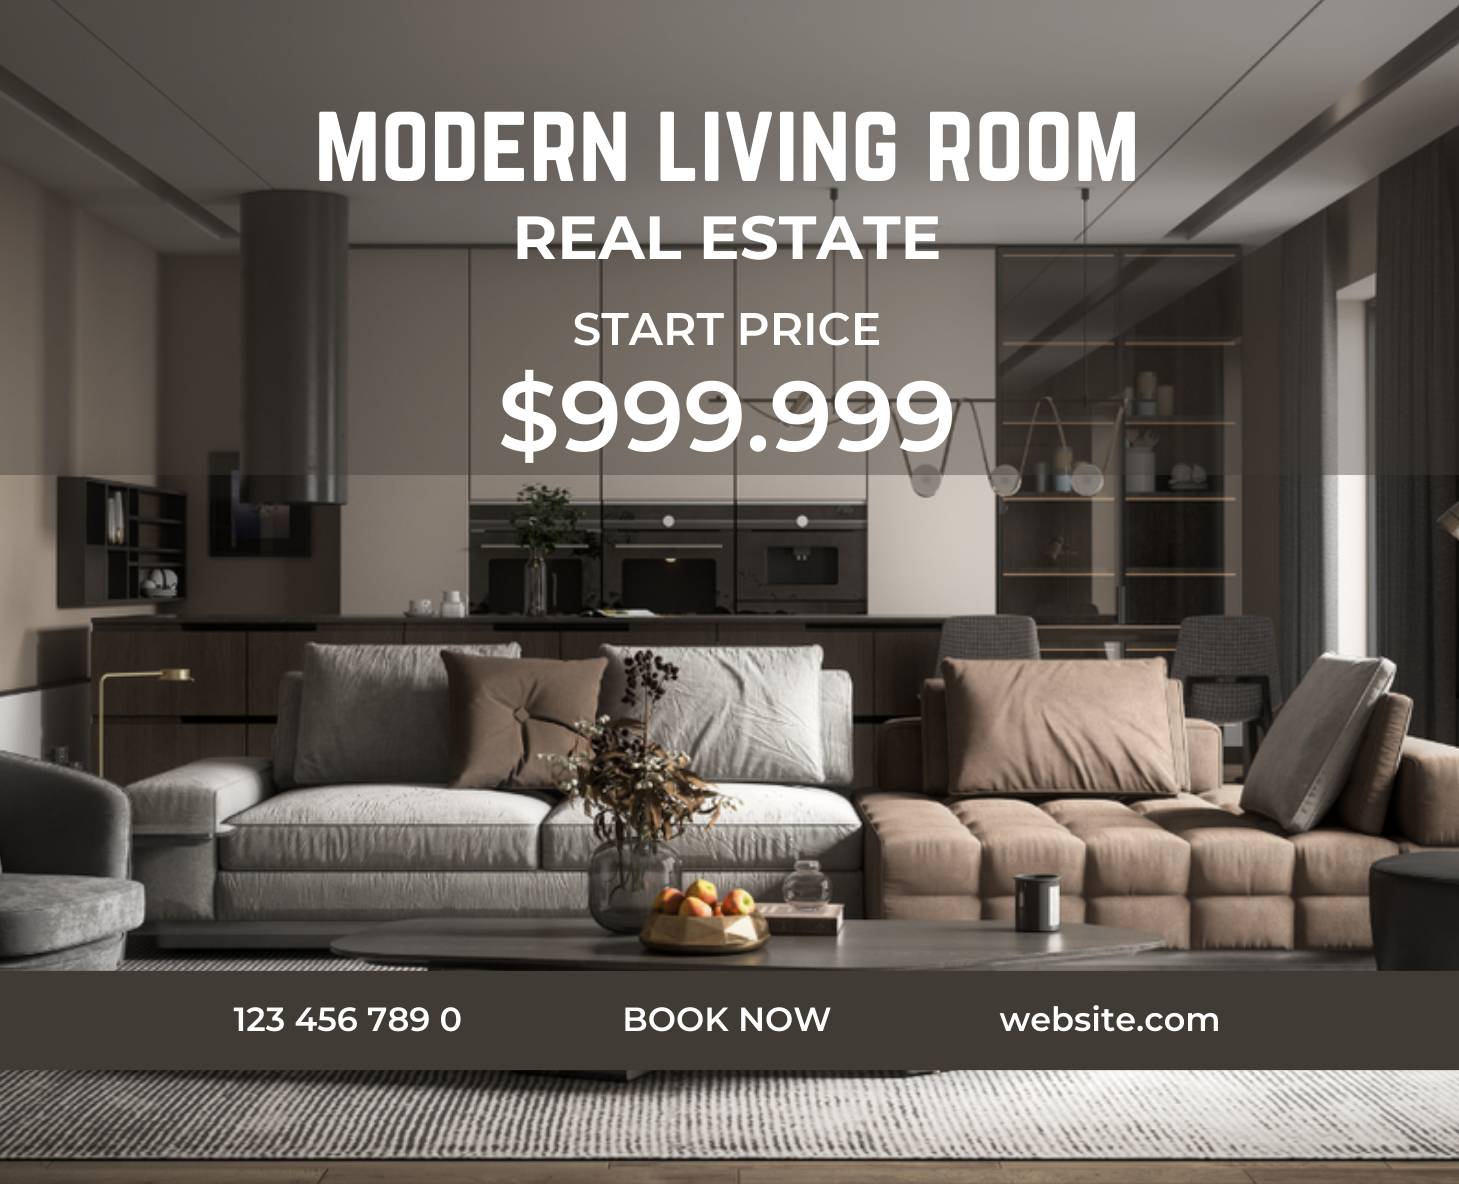 MODERN LIVING ROOM
REAL ESTATE
START PRICE
$999.999
123 456 789 0
BOOK NOW
website.com